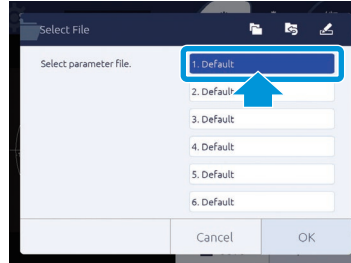 Select File
Select parameter file.
1. Default
2. Default
3. Default
4. Default
5. Default
6. Default
Cancel
OK